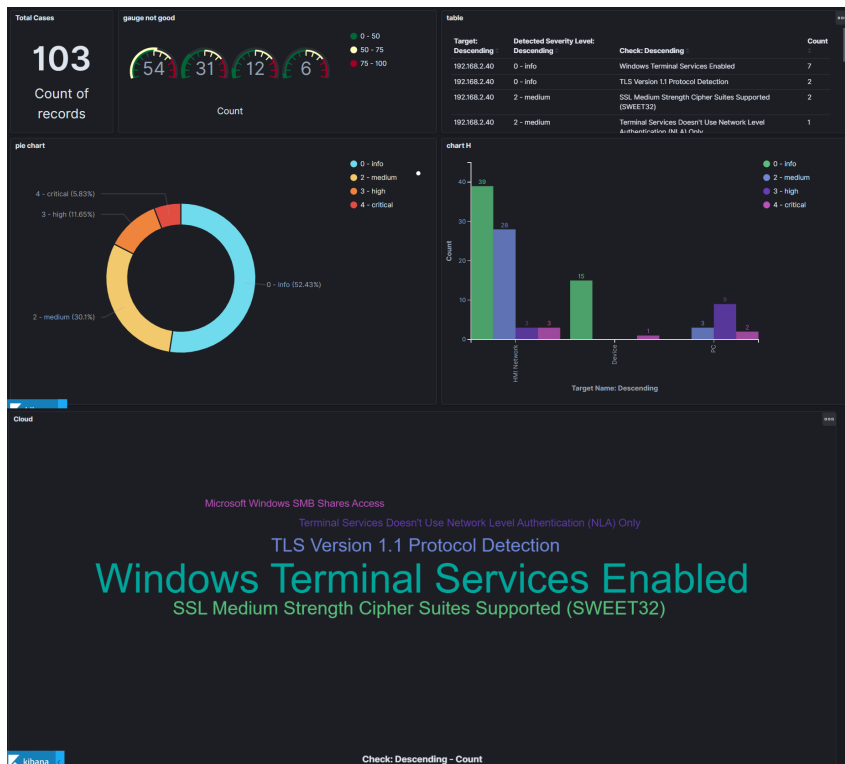 Total Cases
103
Count of
records
gauge not good
54 31 12 6
Count
0 - 50
50 - 75
75 - 100
table
Target: Descending
Detected Severity Level: Descending
Check: Descending
Count
192.168.2.40 0 - info Windows Terminal Services Enabled 7
192.168.2.40 0 - info TLS Version 1.1 Protocol Detection 2
192.168.2.40 2 - medium SSL Medium Strength Cipher Suites Supported 2
(SWEET32)
192.168.2.40 2 - medium Terminal Services Doesn't Use Network Level 1
Authentication (NLA) Only
pie chart
0 - info
2 - medium
3 - high
4 - critical
4 - critical (5.83%)
3 - high (11.65%)
0 - info (52.43%)
2 - medium (30.1%)
chart H
0 - info
2 - medium
3 - high
4 - critical
Count
40
30
20
10
0
39
28
3
3
15
1
3
9
2
HMI Network
Device
PC
Target Name: Descending
Cloud
Microsoft Windows SMB Shares Access
Terminal Services Doesn't Use Network Level Authentication (NLA) Only
TLS Version 1.1 Protocol Detection
Windows Terminal Services Enabled
SSL Medium Strength Cipher Suites Supported (SWEET32)
Check: Descending - Count
kibana